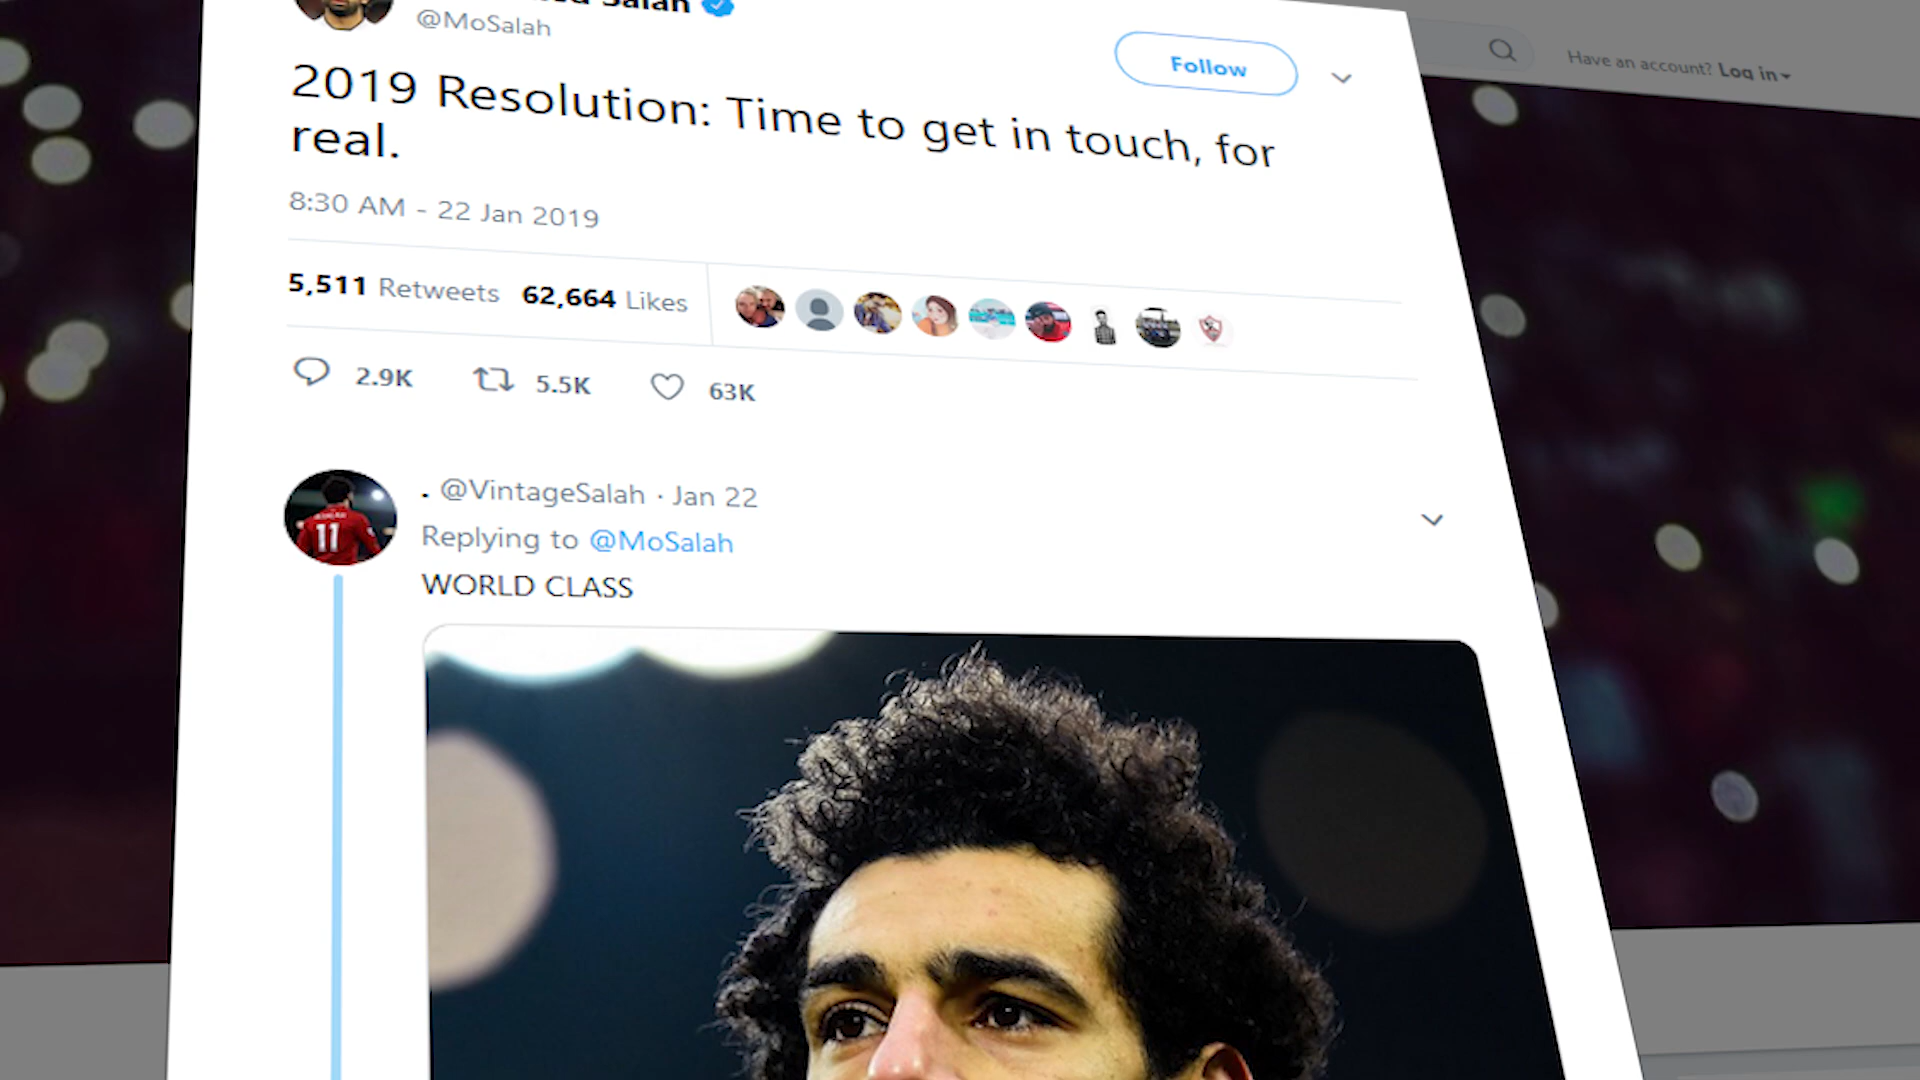 Salah
@MoSalah
Follow
Have an account? Log in
2019 Resolution: Time to get in touch, for
real.
8:30 AM - 22 Jan 2019
5,511 Retweets 62,664 Likes
2.9K 5.5K 63K
. @VintageSalah · Jan 22
Replying to @MoSalah
WORLD CLASS
11